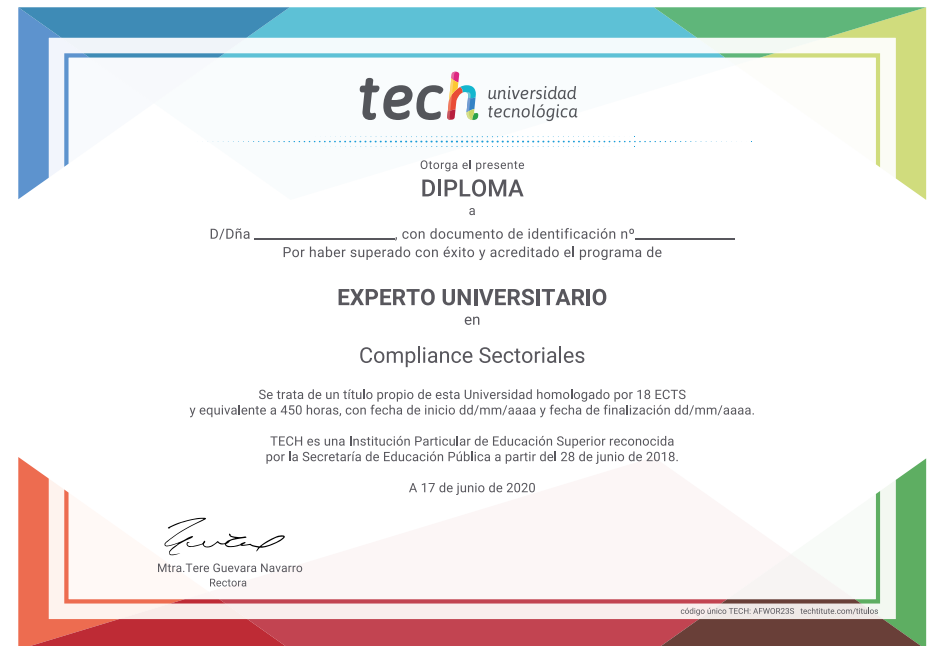 tech universidad
tecnológica
Otorga el presente
DIPLOMA
a
D/Dña ____________________, con documento de identificación nº______________
Por haber superado con éxito y acreditado el programa de
EXPERTO UNIVERSITARIO
en
Compliance Sectoriales
Se trata de un título propio de esta Universidad homologado por 18 ECTS
y equivalente a 450 horas, con fecha de inicio dd/mm/aaaa y fecha de finalización dd/mm/aaaa.
TECH es una Institución Particular de Educación Superior reconocida
por la Secretaría de Educación Pública a partir del 28 de junio de 2018.
A 17 de junio de 2020
Mtra.Tere Guevara Navarro
Rectora
código único TECH: AFWOR23S techtitute.com/titulos